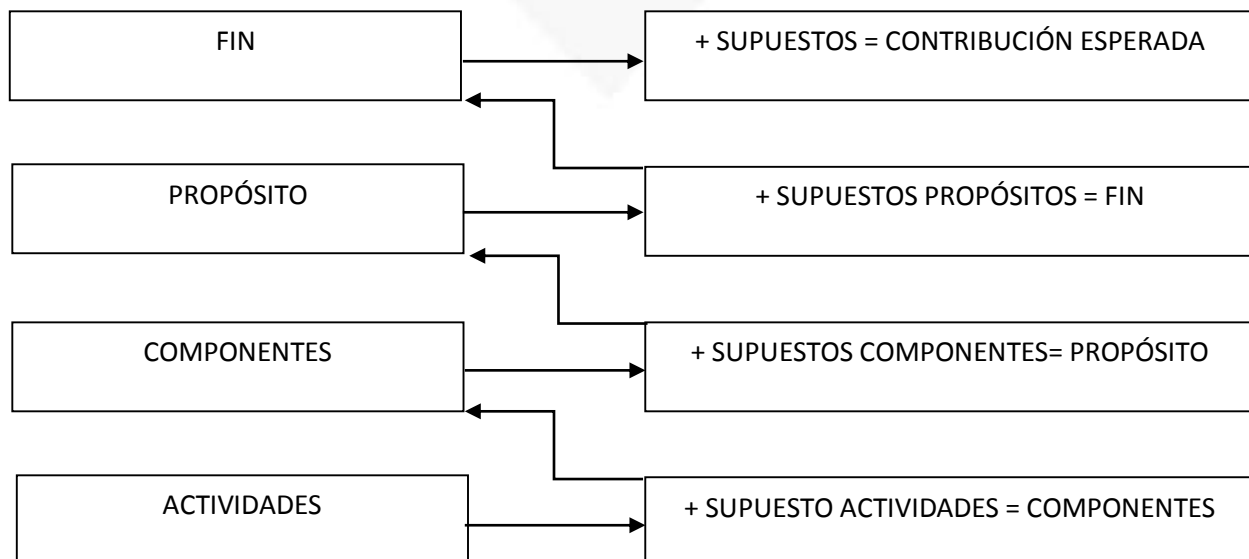 FIN
+ SUPUESTOS = CONTRIBUCIÓN ESPERADA
PROPÓSITO
+ SUPUESTOS PROPÓSITOS = FIN
COMPONENTES
+ SUPUESTOS COMPONENTES= PROPÓSITO
ACTIVIDADES
+ SUPUESTO ACTIVIDADES = COMPONENTES